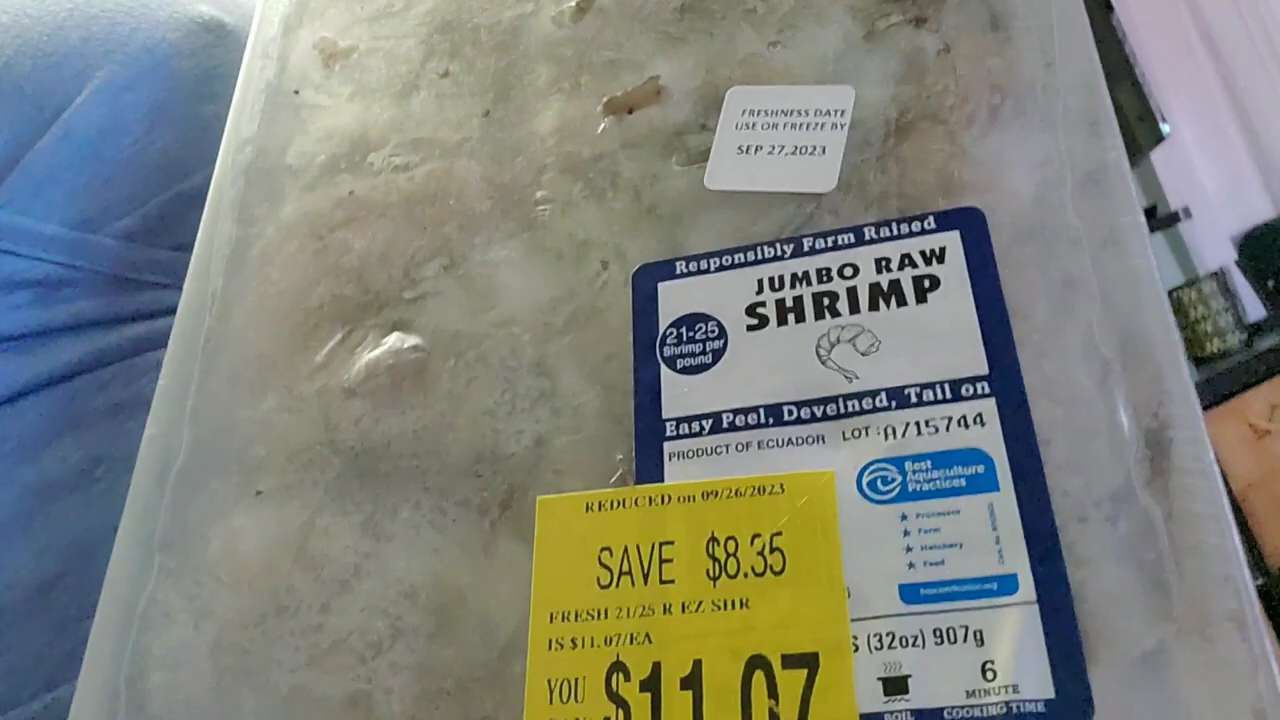 FRESHNESS DATE
USE OR FREEZE BY
SEP 27,2023
Responsibly Farm Raised
JUMBO RAW
SHRIMP
21-25
Shrimp per
pound
Easy Peel, Deveined, Tail on
PRODUCT OF ECUADOR LOT: A/15744
Best
Aquaculture
Practices
★ Processor
★ Farm
★ Hatchery
★ Feed
REDUCED on 09/26/2023
SAVE $8.35
FRESH 21/25 R EZ SHR
IS $11.07/EA
YOU $11.07
(32oz) 907g
6
MINUTE
BOIL COOKING TIME